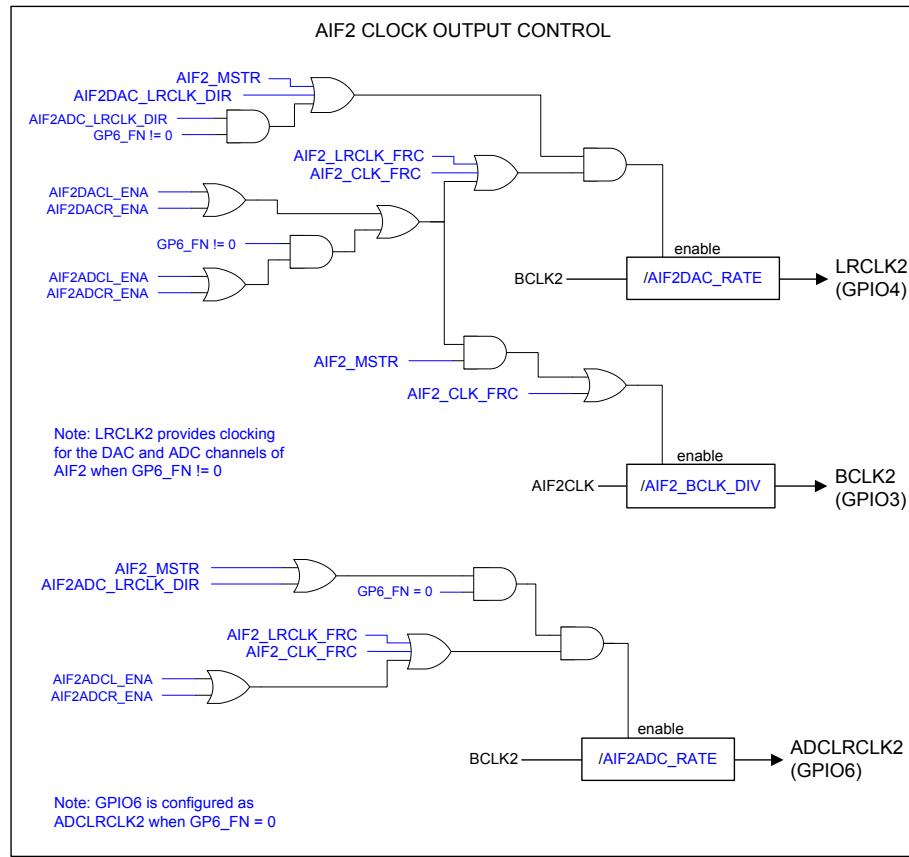 AIF2 CLOCK OUTPUT CONTROL
AIF2_MSTR
AIF2DAC_LRCLK_DIR
AIF2ADC_LRCLK_DIR
GP6_FN != 0
AIF2_LRCLK_FRC
AIF2_CLK_FRC
AIF2DACL_ENA
AIF2DACR_ENA
GP6_FN != 0
AIF2ADCL_ENA
AIF2ADCR_ENA
enable
BCLK2
/AIF2DAC_RATE
LRCLK2
(GPIO4)
AIF2_MSTR
AIF2_CLK_FRC
Note: LRCLK2 provides clocking
for the DAC and ADC channels of
AIF2 when GP6_FN != 0
enable
AIF2CLK
/AIF2_BCLK_DIV
BCLK2
(GPIO3)
AIF2_MSTR
AIF2ADC_LRCLK_DIR
GP6_FN = 0
AIF2_LRCLK_FRC
AIF2_CLK_FRC
AIF2ADCL_ENA
AIF2ADCR_ENA
enable
BCLK2
/AIF2ADC_RATE
ADCLRCLK2
(GPIO6)
Note: GPIO6 is configured as
ADCLRCLK2 when GP6_FN = 0